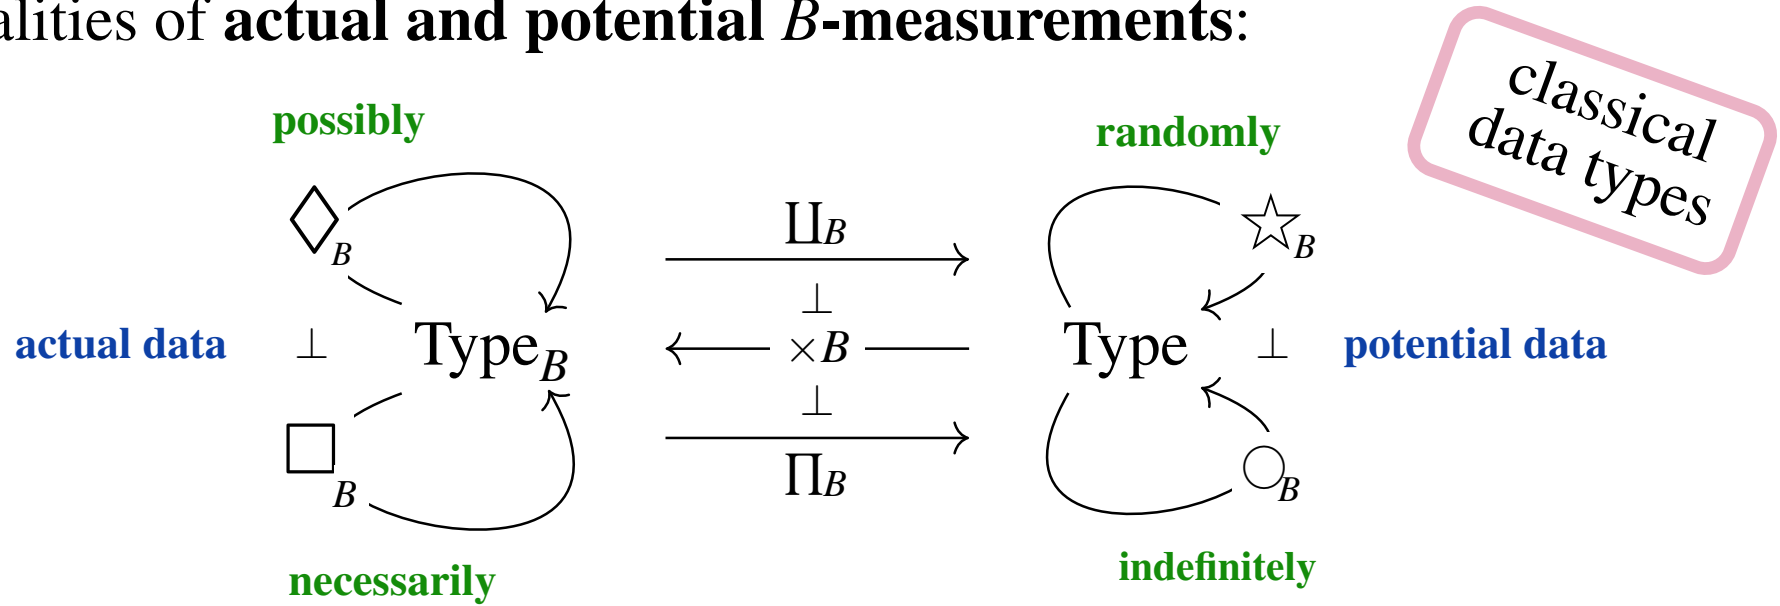 alities of actual and potential B-measurements:
classical
data types
possibly
randomly
◇B
∐B
☆B
⊥
actual data
⊥
TypeB
×B
Type
⊥
potential data
⊥
□B
∏B
○B
necessarily
indefinitely